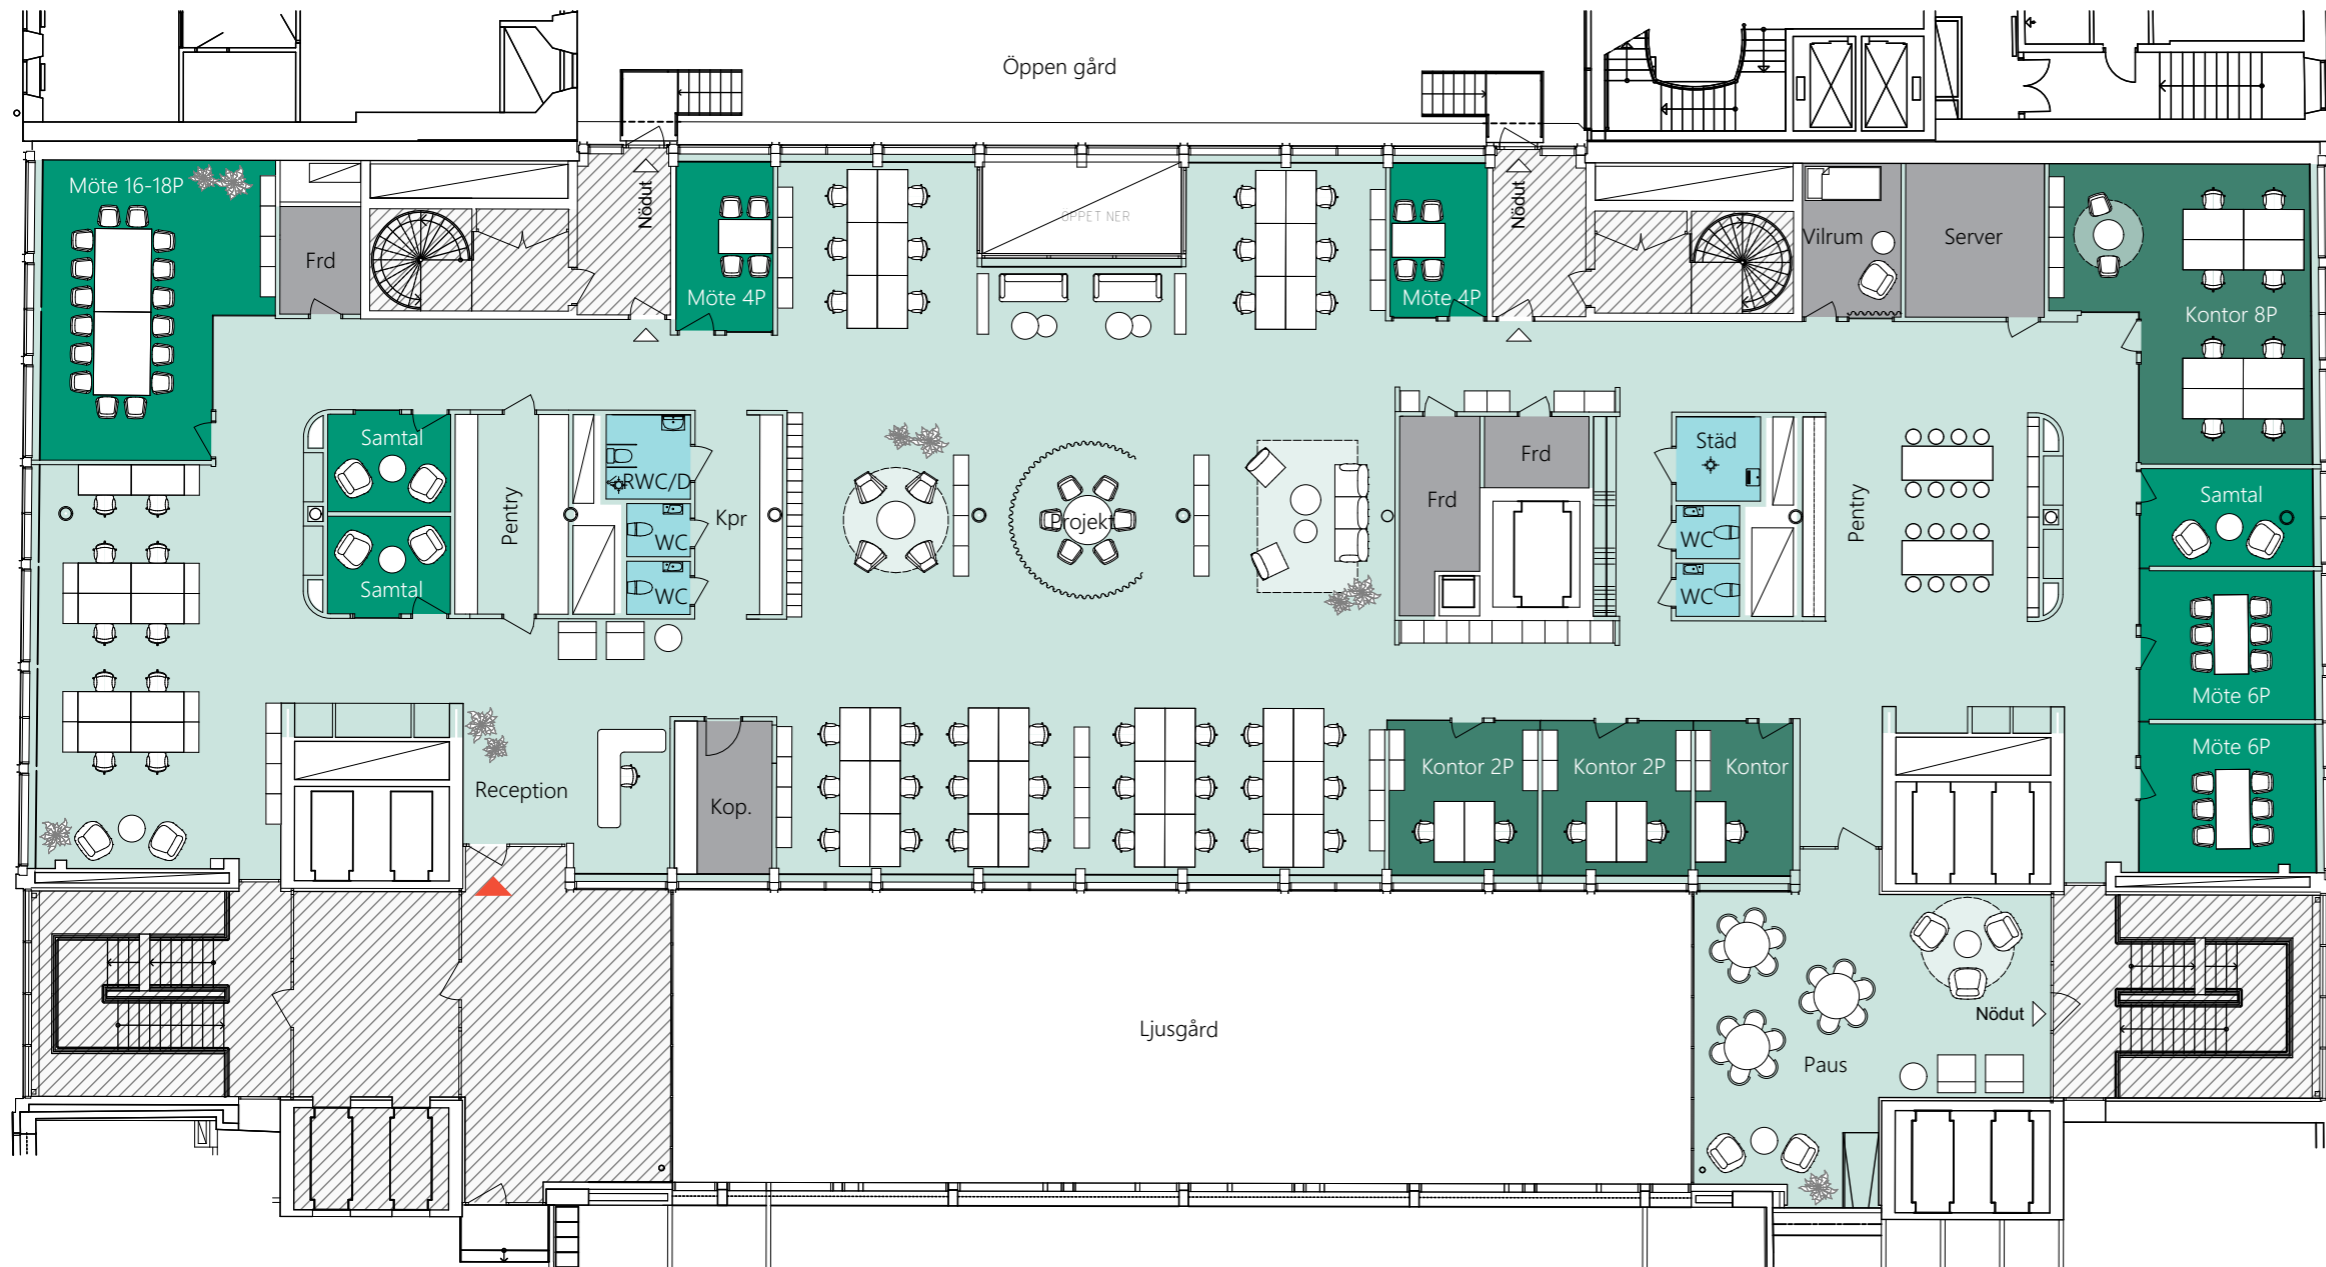 Öppen gård
Möte 16-18P
Frd
Nödut
Möte 4P
ÖPPET NER
Möte 4P
Nödut
Vilrum
Server
Kontor 8P
Samtal
Samtal
Pentry
RWC/D
WC
WC
Kpr
Projekt
Frd
Frd
Städ
WC
WC
Pentry
Samtal
Möte 6P
Möte 6P
Reception
Kop.
Kontor 2P
Kontor 2P
Kontor
Ljusgård
Nödut
Paus